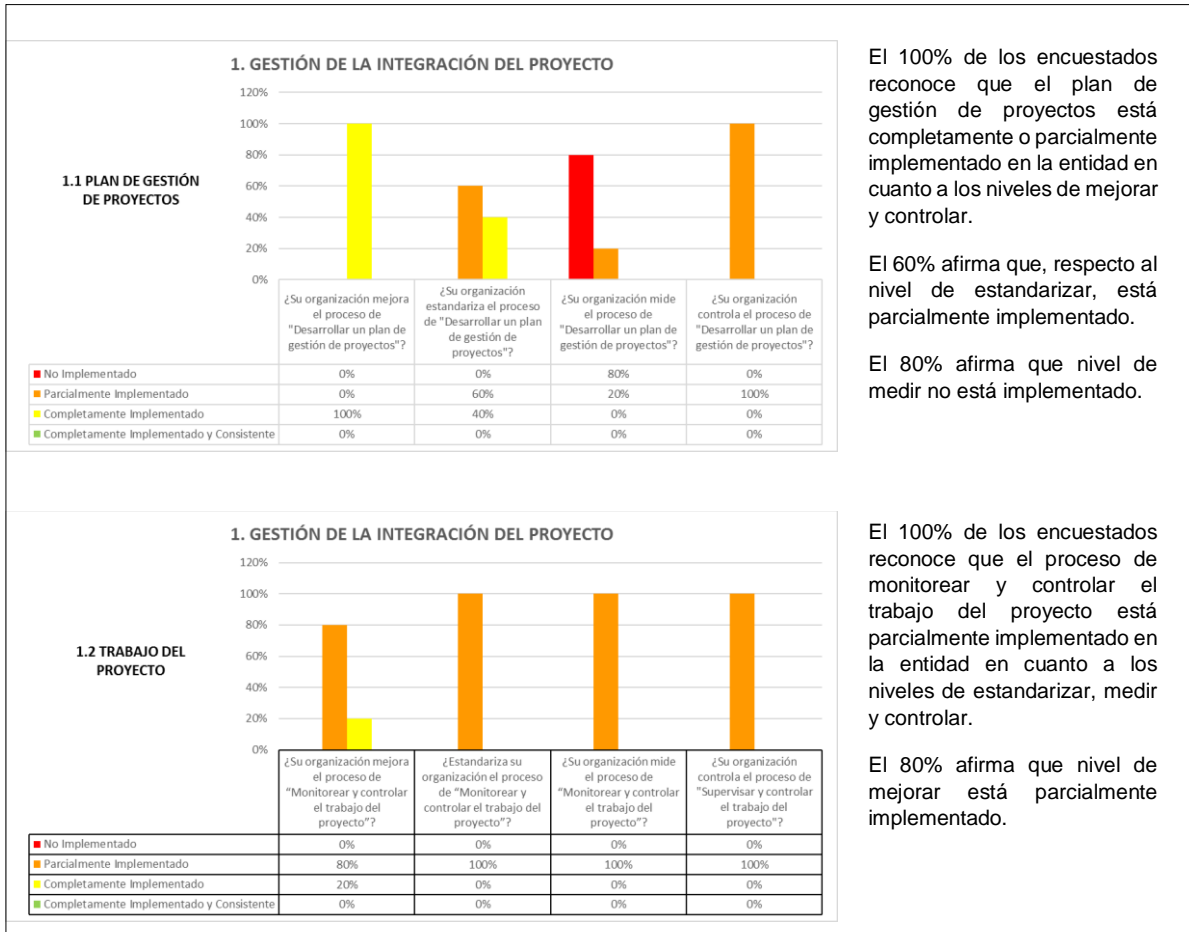 1. GESTIÓN DE LA INTEGRACIÓN DEL PROYECTO
1.1 PLAN DE GESTIÓN
DE PROYECTOS
120%
100%
80%
60%
40%
20%
0%
¿Su organización mejora
el proceso de
"Desarrollar un plan de
gestión de proyectos"?
¿Su organización
estandariza el proceso
de "Desarrollar un plan
de gestión de
proyectos"?
¿Su organización mide
el proceso de
"Desarrollar un plan de
gestión de proyectos"?
¿Su organización
controla el proceso de
"Desarrollar un plan de
gestión de proyectos"?
No Implementado 0% 0% 80% 0%
Parcialmente Implementado 0% 60% 20% 100%
Completamente Implementado 100% 40% 0% 0%
Completamente Implementado y Consistente 0% 0% 0% 0%
El 100% de los encuestados
reconoce que el plan de
gestión de proyectos está
completamente o parcialmente
implementado en la entidad en
cuanto a los niveles de mejorar
y controlar.
El 60% afirma que, respecto al
nivel de estandarizar, está
parcialmente implementado.
El 80% afirma que nivel de
medir no está implementado.
1. GESTIÓN DE LA INTEGRACIÓN DEL PROYECTO
1.2 TRABAJO DEL
PROYECTO
120%
100%
80%
60%
40%
20%
0%
¿Su organización mejora
el proceso de
“Monitorear y controlar
el trabajo del
proyecto”?
¿Estandariza su
organización el proceso
de “Monitorear y
controlar el trabajo del
proyecto”?
¿Su organización mide
el proceso de
“Monitorear y controlar
el trabajo del
proyecto”?
¿Su organización
controla el proceso de
"Supervisar y controlar
el trabajo del
proyecto"?
No Implementado 0% 0% 0% 0%
Parcialmente Implementado 80% 100% 100% 100%
Completamente Implementado 20% 0% 0% 0%
Completamente Implementado y Consistente 0% 0% 0% 0%
El 100% de los encuestados
reconoce que el proceso de
monitorear y controlar el
trabajo del proyecto está
parcialmente implementado en
la entidad en cuanto a los
niveles de estandarizar, medir
y controlar.
El 80% afirma que nivel de
mejorar está parcialmente
implementado.